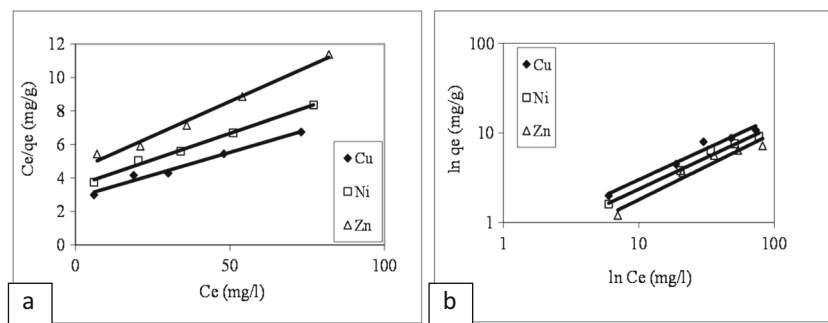 12
10
8
6
4
2
0
Ce/qe (mg/g)
Cu
Ni
Zn
0 50 100
Ce (mg/l)
a
100
10
1
ln qe (mg/g)
Cu
Ni
Zn
1 10 100
ln Ce (mg/l)
b